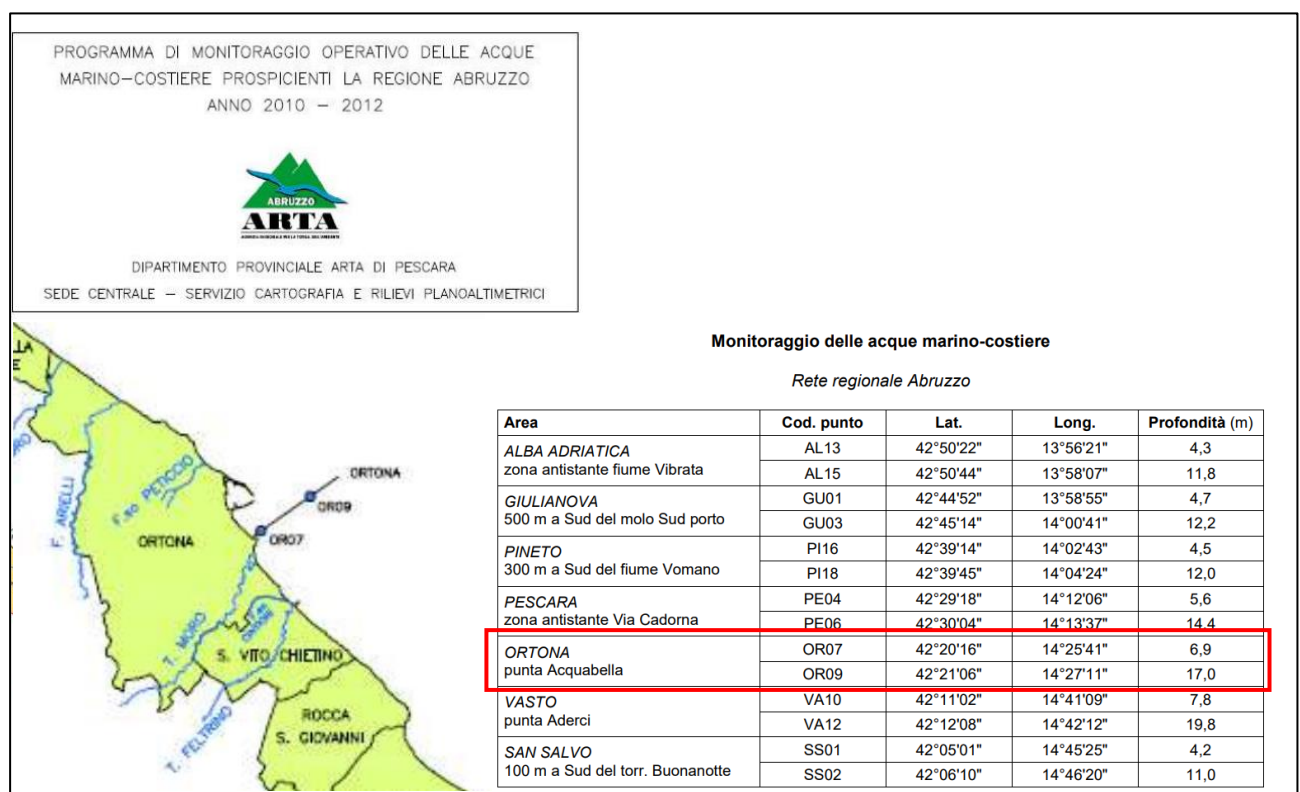 PROGRAMMA DI MONITORAGGIO OPERATIVO DELLE ACQUE
MARINO-COSTIERE PROSPICIENTI LA REGIONE ABRUZZO
ANNO 2010 - 2012
ABRUZZO
ARTA
DIPARTIMENTO PROVINCIALE ARTA DI PESCARA
SEDE CENTRALE - SERVIZIO CARTOGRAFIA E RILIEVI PLANOALTIMETRICI
LA
E
RO
F. ARIELLI
F.so PETICCIO
ORTONA
OR09
OR07
ORTONA
T. MORO
S. VITO CHIETINO
T. FELTRINO
ROCCA
S. GIOVANNI
Monitoraggio delle acque marino-costiere
Rete regionale Abruzzo
Area Cod. punto Lat. Long. Profondità (m)
ALBA ADRIATICA AL13 42°50'22" 13°56'21" 4,3
zona antistante fiume Vibrata AL15 42°50'44" 13°58'07" 11,8
GIULIANOVA GU01 42°44'52" 13°58'55" 4,7
500 m a Sud del molo Sud porto GU03 42°45'14" 14°00'41" 12,2
PINETO PI16 42°39'14" 14°02'43" 4,5
300 m a Sud del fiume Vomano PI18 42°39'45" 14°04'24" 12,0
PESCARA PE04 42°29'18" 14°12'06" 5,6
zona antistante Via Cadorna PE06 42°30'04" 14°13'37" 14,4
ORTONA OR07 42°20'16" 14°25'41" 6,9
punta Acquabella OR09 42°21'06" 14°27'11" 17,0
VASTO VA10 42°11'02" 14°41'09" 7,8
punta Aderci VA12 42°12'08" 14°42'12" 19,8
SAN SALVO SS01 42°05'01" 14°45'25" 4,2
100 m a Sud del torr. Buonanotte SS02 42°06'10" 14°46'20" 11,0